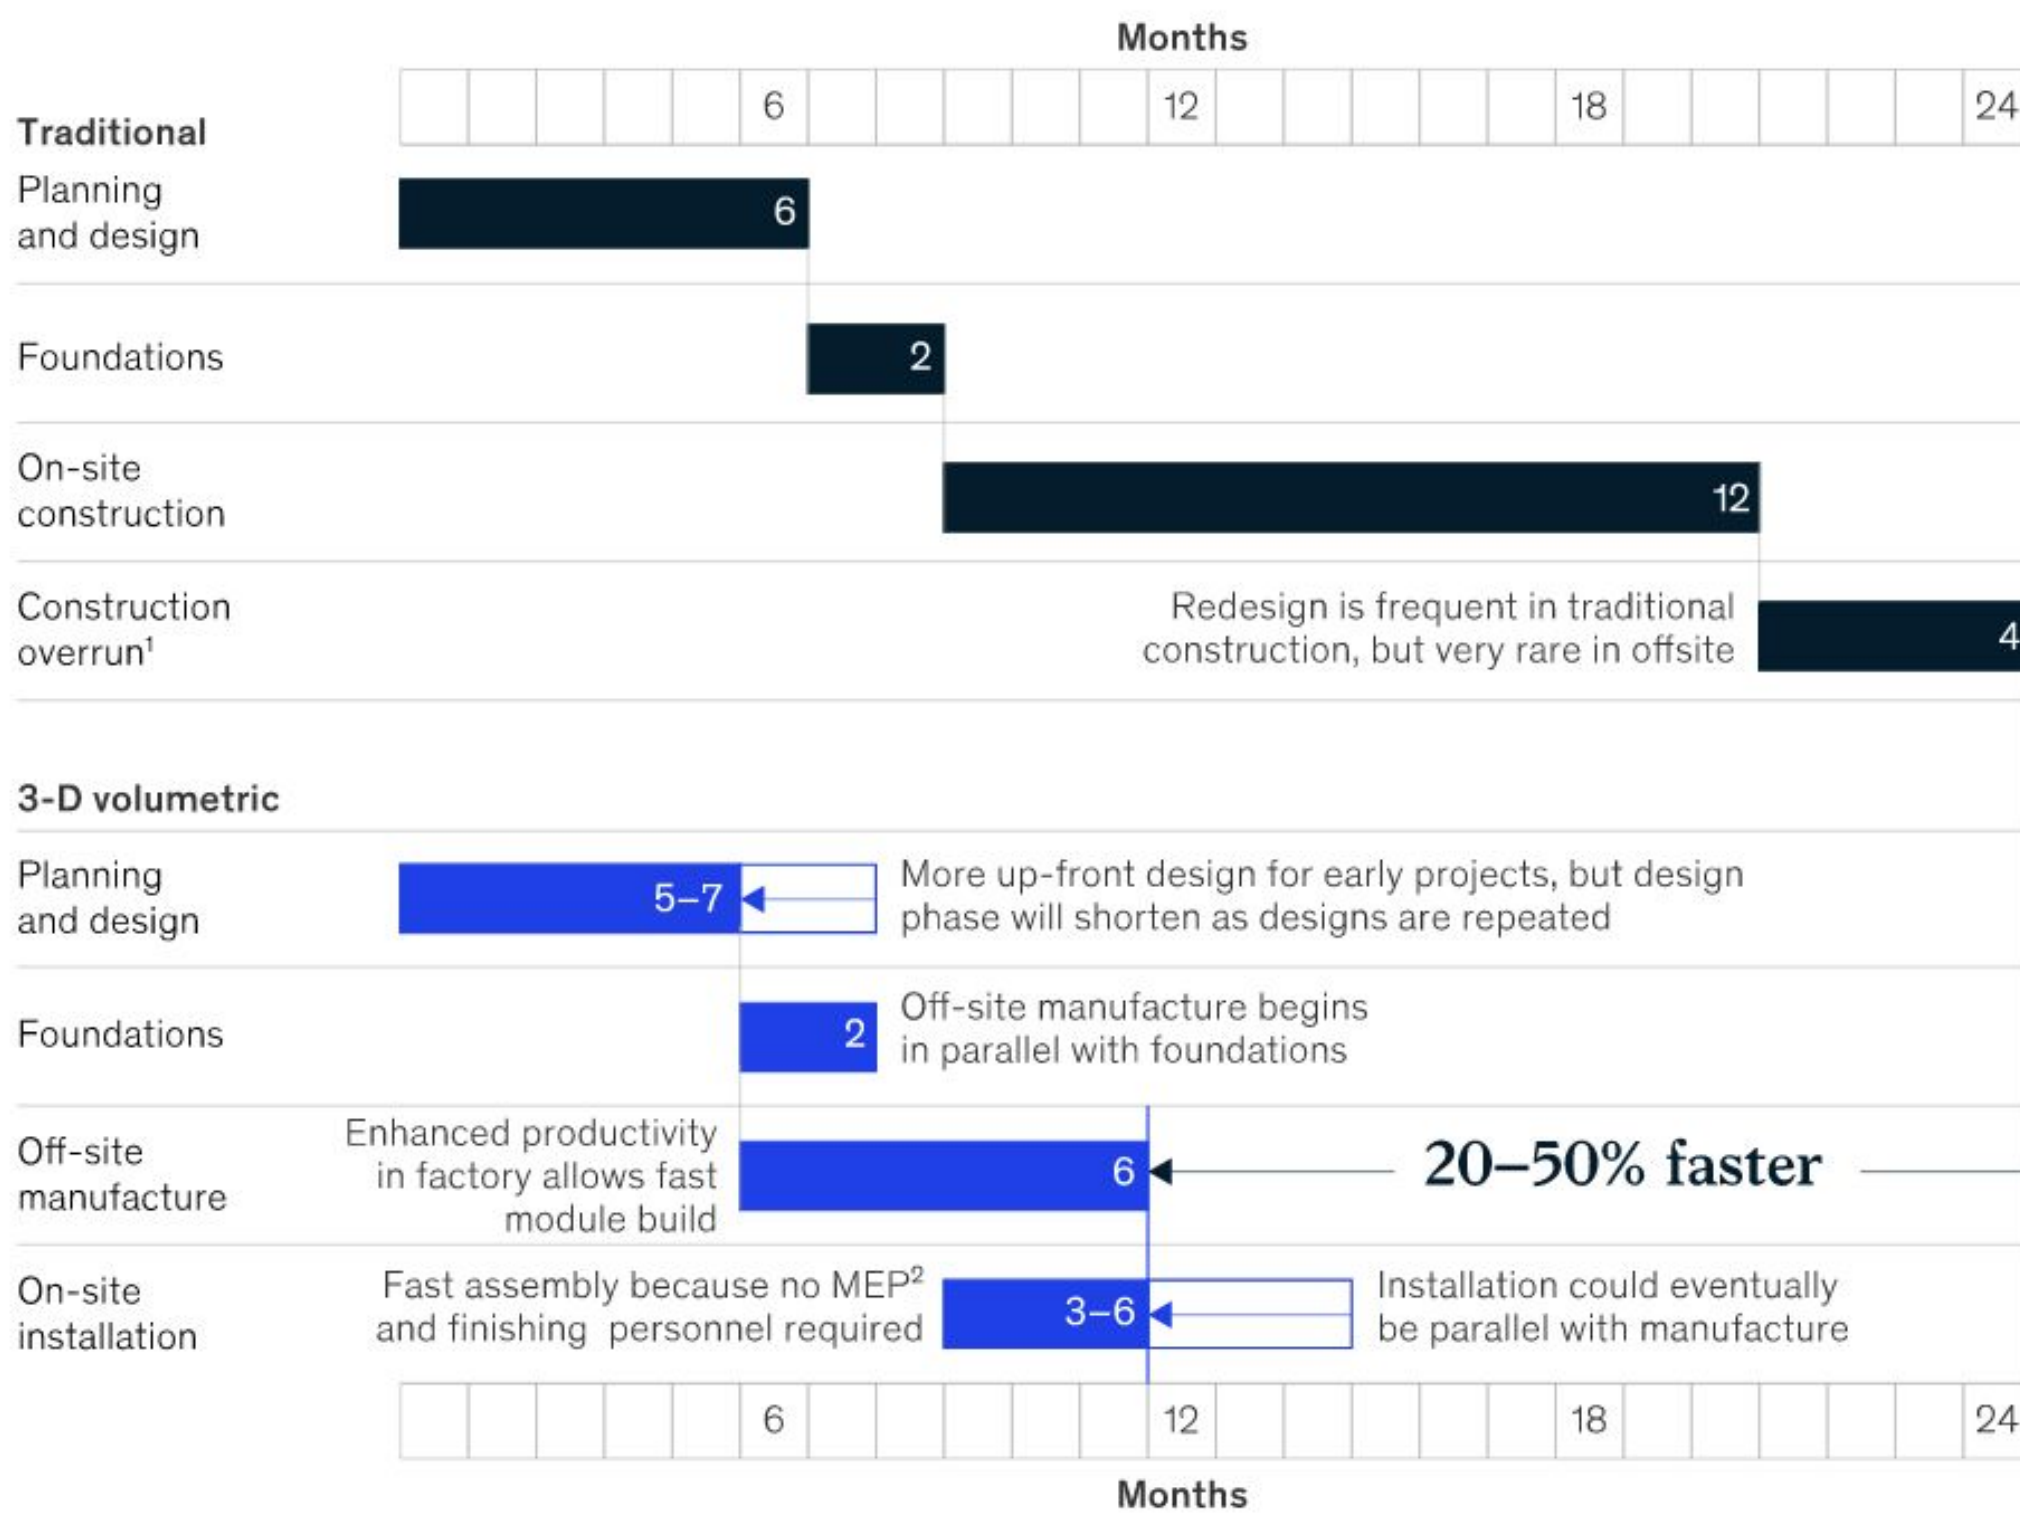 Months
6 12 18 24
Traditional
Planning
and design
6
Foundations
2
On-site
construction
12
Construction
overrun¹
Redesign is frequent in traditional
construction, but very rare in offsite
4
3-D volumetric
Planning
and design
5–7
More up-front design for early projects, but design
phase will shorten as designs are repeated
Foundations
2
Off-site manufacture begins
in parallel with foundations
Off-site
manufacture
Enhanced productivity
in factory allows fast
module build
6
20–50% faster
On-site
installation
Fast assembly because no MEP²
and finishing personnel required
3–6
Installation could eventually
be parallel with manufacture
6 12 18 24
Months